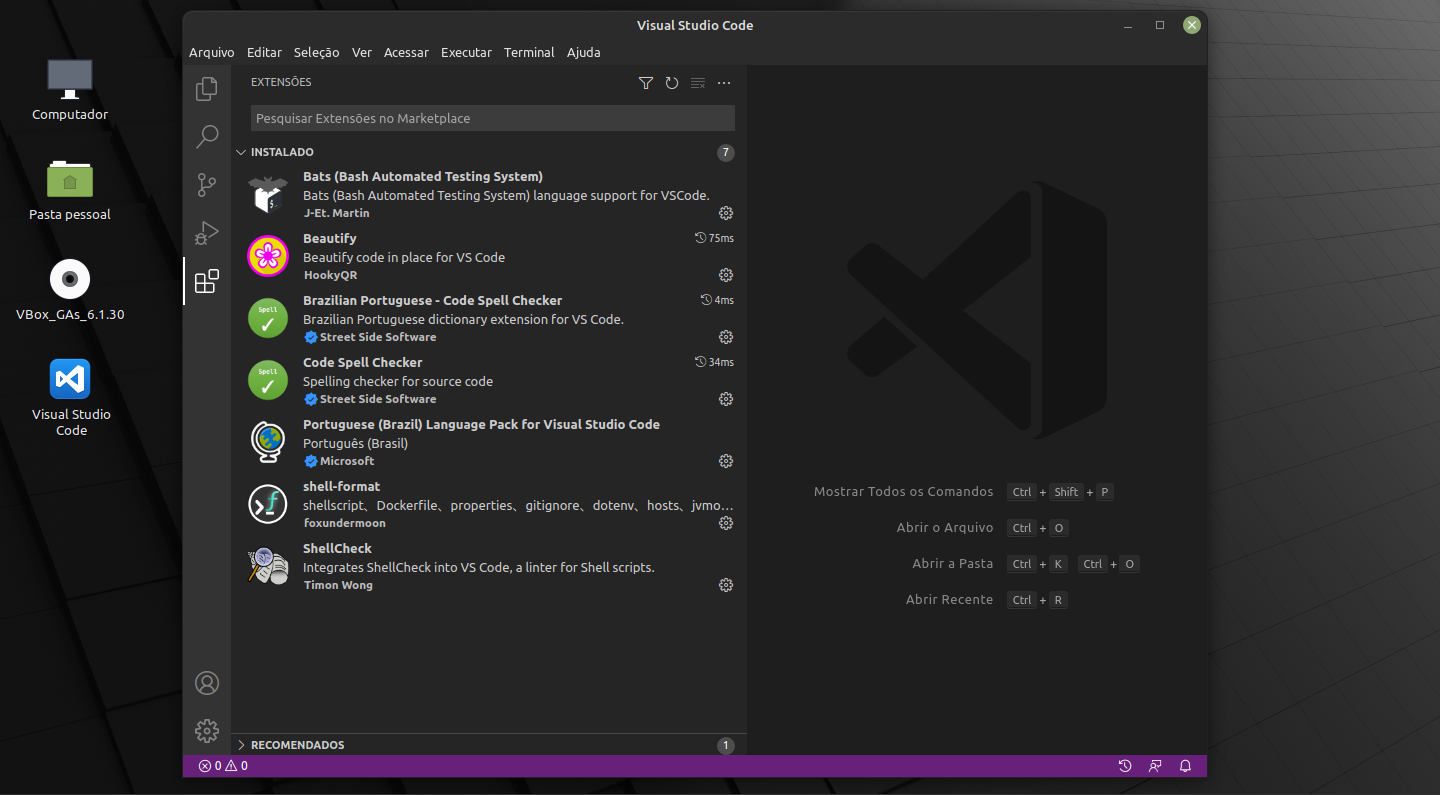 Visual Studio Code
Arquivo Editar Seleção Ver Acessar Executar Terminal Ajuda
Computador
Pasta pessoal
VBox_GAs_6.1.30
Visual Studio
Code
EXTENSÕES
Pesquisar Extensões no Marketplace
INSTALADO 7
Bats (Bash Automated Testing System)
Bats (Bash Automated Testing System) language support for VSCode.
J-Et. Martin
Beautify 75ms
Beautify code in place for VS Code
HookyQR
Spell
Brazilian Portuguese - Code Spell Checker 4ms
Brazilian Portuguese dictionary extension for VS Code.
Street Side Software
Spell
Code Spell Checker 34ms
Spelling checker for source code
Street Side Software
Portuguese (Brazil) Language Pack for Visual Studio Code
Português (Brasil)
Microsoft
shell-format
shellscript、Dockerfile、properties、gitignore、dotenv、hosts、jvmo…
foxundermoon
ShellCheck
Integrates ShellCheck into VS Code, a linter for Shell scripts.
Timon Wong
RECOMENDADOS 1
Mostrar Todos os Comandos Ctrl + Shift + P
Abrir o Arquivo Ctrl + O
Abrir a Pasta Ctrl + K Ctrl + O
Abrir Recente Ctrl + R
0 0